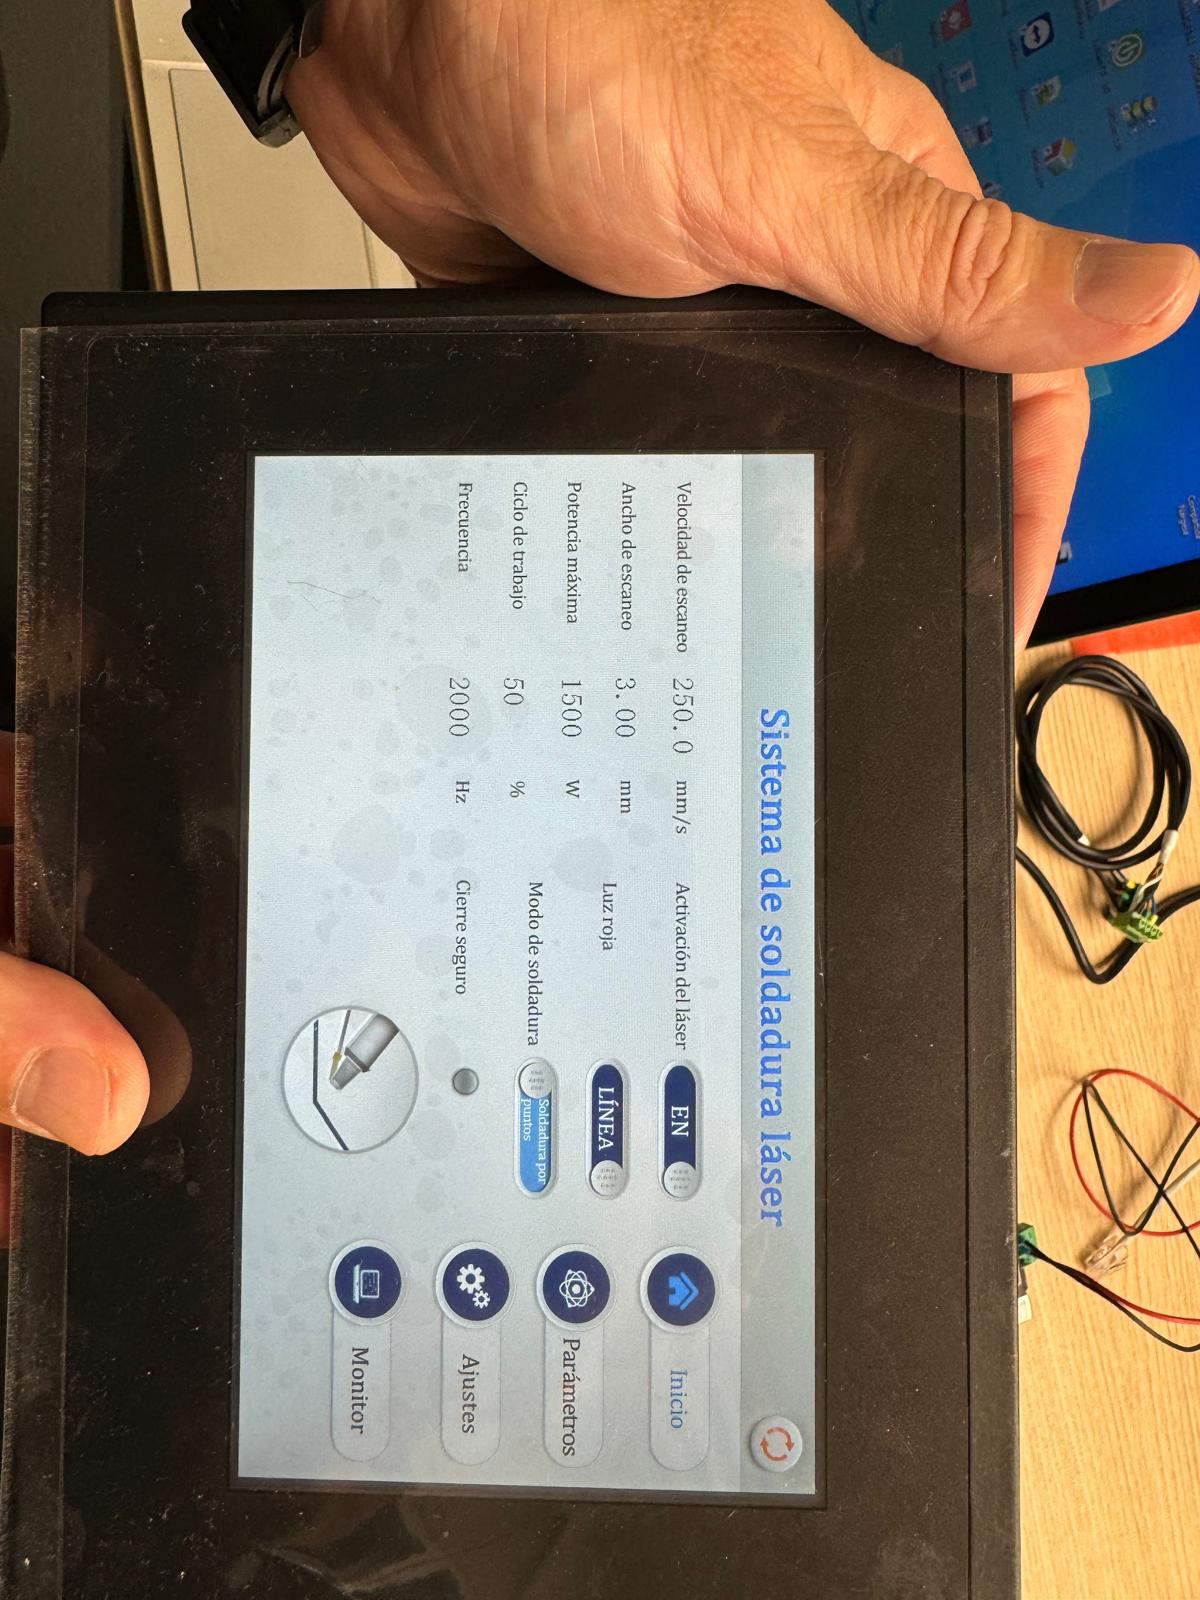 Compartida
Nargesa
Sistema de soldadura láser
Velocidad de escaneo 250.0 mm/s
Ancho de escaneo 3.00 mm
Potencia máxima 1500 W
Ciclo de trabajo 50 %
Frecuencia 2000 Hz
Activación del láser EN
Luz roja LÍNEA
Modo de soldadura Soldadura por
puntos
Cierre seguro
Inicio
Parámetros
Ajustes
Monitor